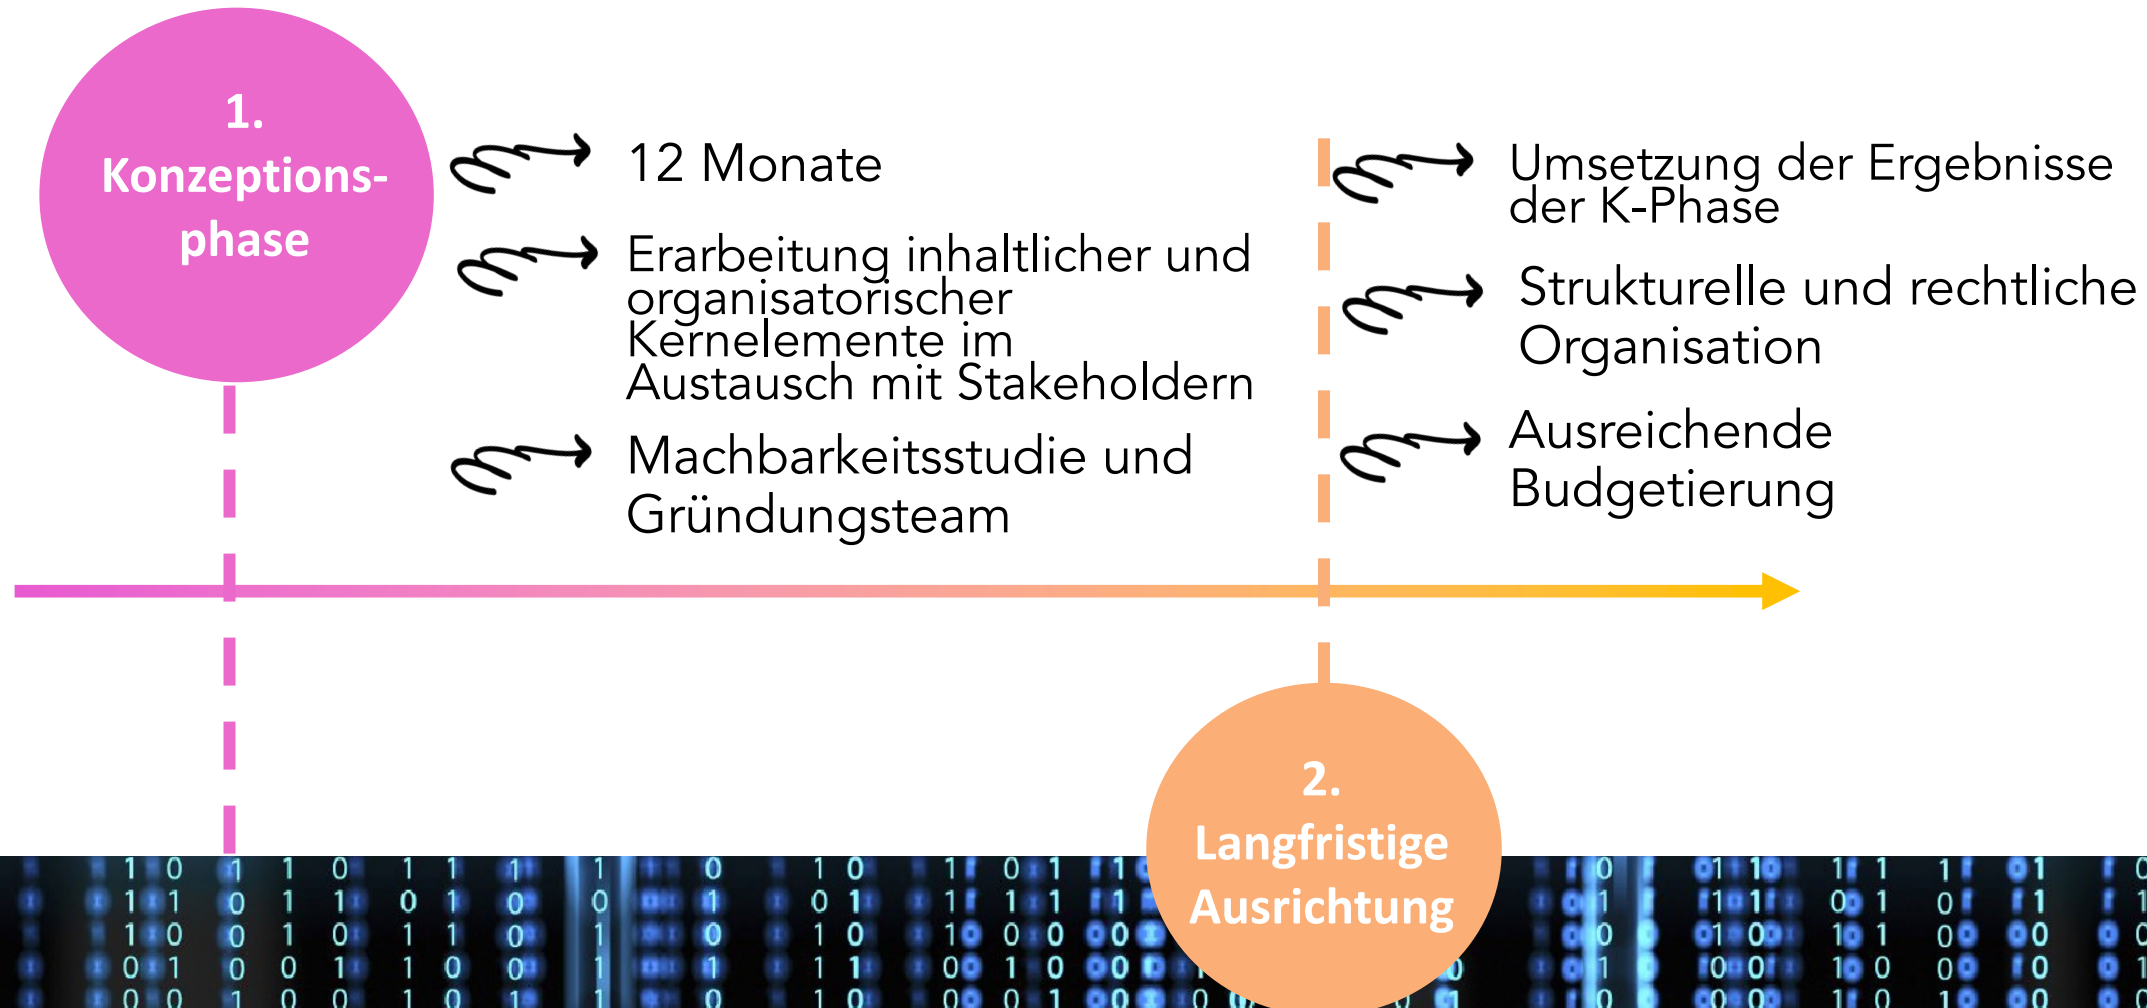 1.
Konzeptions-
phase
12 Monate
Erarbeitung inhaltlicher und
organisatorischer
Kernelemente im
Austausch mit Stakeholdern
Machbarkeitsstudie und
Gründungsteam
Umsetzung der Ergebnisse
der K-Phase
Strukturelle und rechtliche
Organisation
Ausreichende
Budgetierung
2.
Langfristige
Ausrichtung